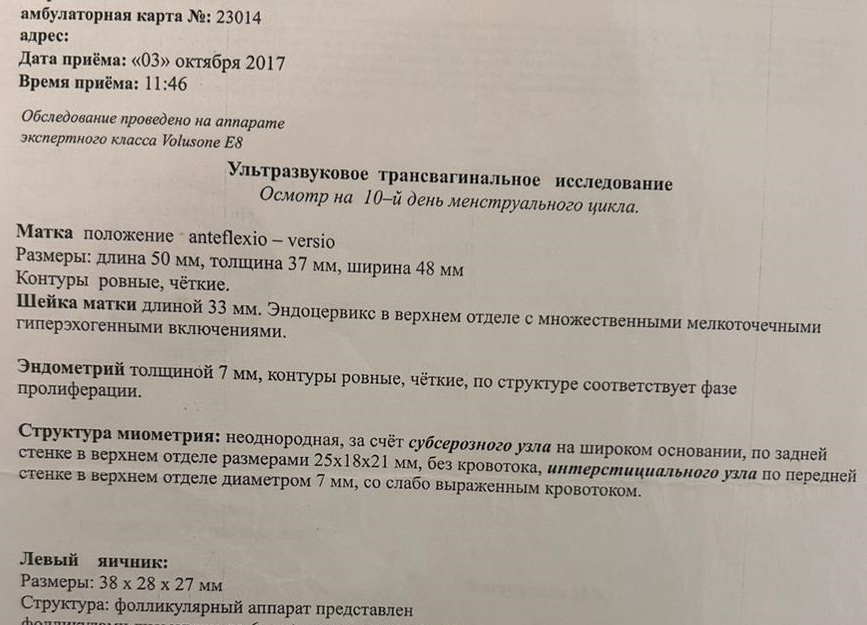 амбулаторная карта №: 23014
адрес:
Дата приёма: «03» октября 2017
Время приёма: 11:46
Обследование проведено на аппарате
экспертного класса Volusone E8
Ультразвуковое трансвагинальное исследование
Осмотр на 10–й день менструального цикла.
Матка положение anteflexio – versio
Размеры: длина 50 мм, толщина 37 мм, ширина 48 мм
Контуры ровные, чёткие.
Шейка матки длиной 33 мм. Эндоцервикс в верхнем отделе с множественными мелкоточечными
гиперэхогенными включениями.
Эндометрий толщиной 7 мм, контуры ровные, чёткие, по структуре соответствует фазе
пролиферации.
Структура миометрия: неоднородная, за счёт субсерозного узла на широком основании, по задней
стенке в верхнем отделе размерами 25х18х21 мм, без кровотока, интерстициального узла по передней
стенке в верхнем отделе диаметром 7 мм, со слабо выраженным кровотоком.
Левый яичник:
Размеры: 38 х 28 х 27 мм
Структура: фолликулярный аппарат представлен